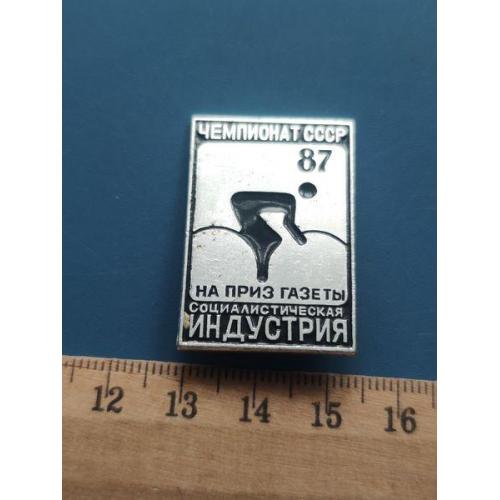 ЧЕМПИОНАТ СССР
87
НА ПРИЗ ГАЗЕТЫ
СОЦИАЛИСТИЧЕСКАЯ
ИНДУСТРИЯ
12 13 14 15 16